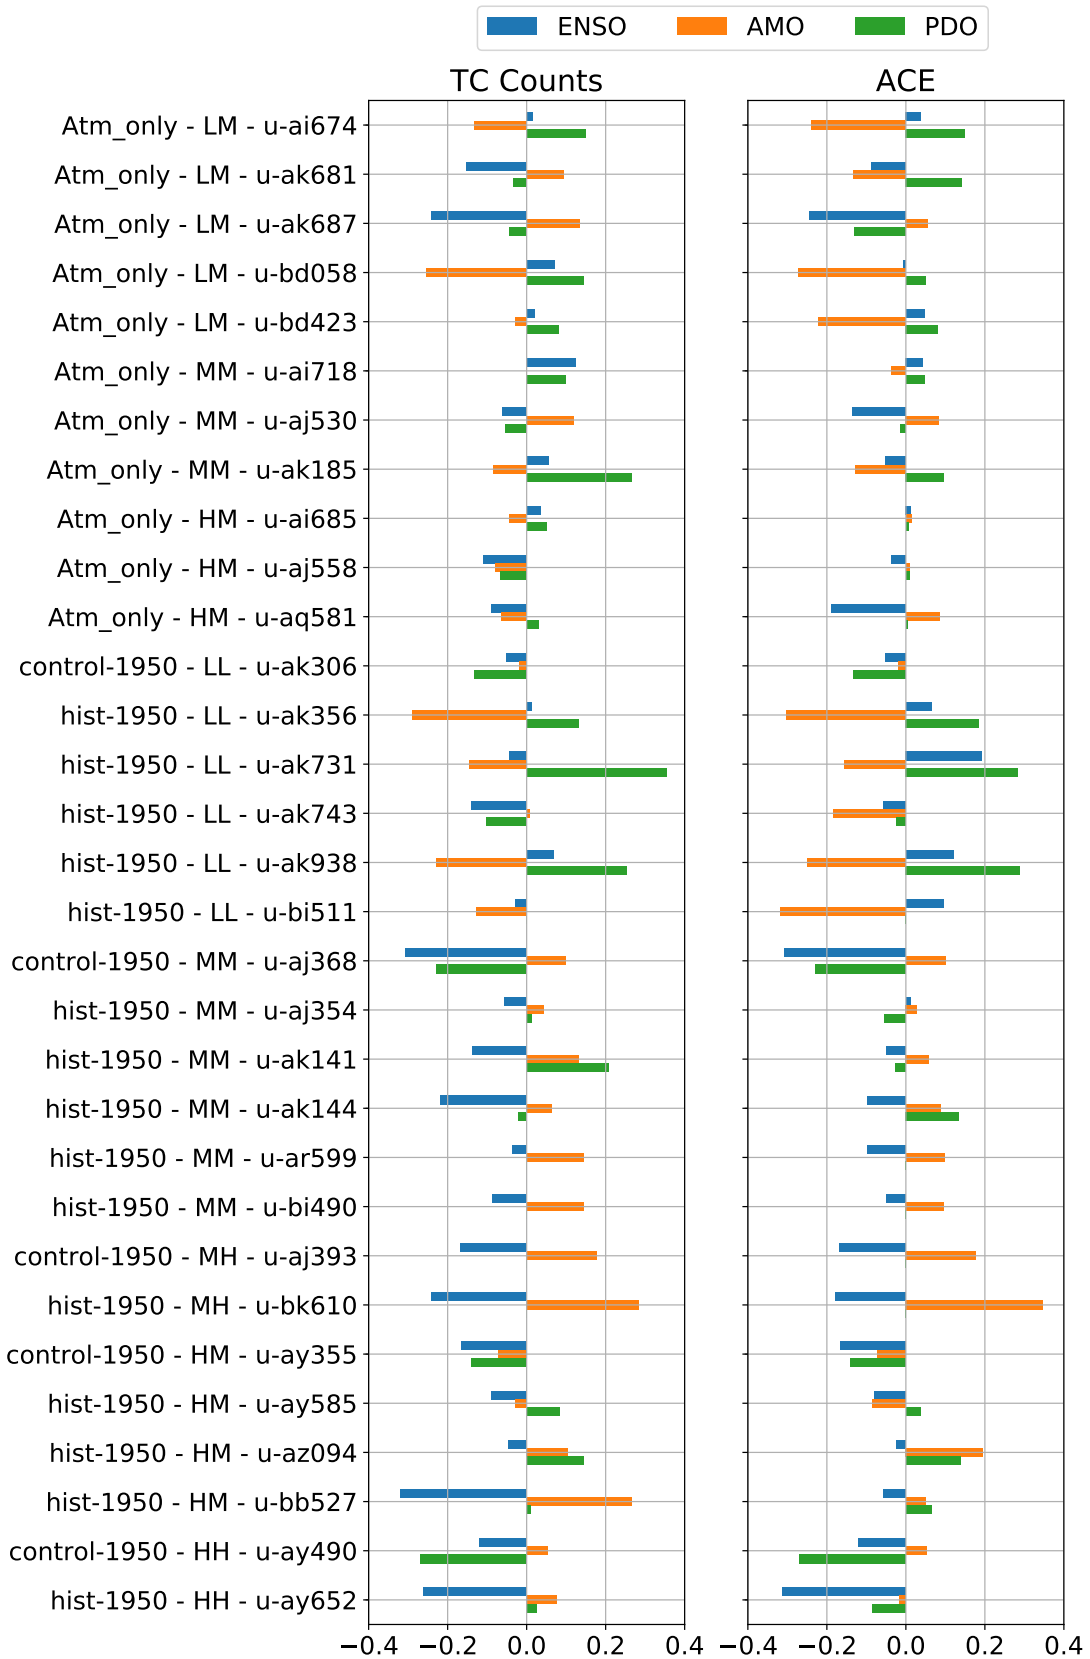 ENSO AMO PDO
TC Counts ACE
Atm_only - LM - u-ai674
Atm_only - LM - u-ak681
Atm_only - LM - u-ak687
Atm_only - LM - u-bd058
Atm_only - LM - u-bd423
Atm_only - MM - u-ai718
Atm_only - MM - u-aj530
Atm_only - MM - u-ak185
Atm_only - HM - u-ai685
Atm_only - HM - u-aj558
Atm_only - HM - u-aq581
control-1950 - LL - u-ak306
hist-1950 - LL - u-ak356
hist-1950 - LL - u-ak731
hist-1950 - LL - u-ak743
hist-1950 - LL - u-ak938
hist-1950 - LL - u-bi511
control-1950 - MM - u-aj368
hist-1950 - MM - u-aj354
hist-1950 - MM - u-ak141
hist-1950 - MM - u-ak144
hist-1950 - MM - u-ar599
hist-1950 - MM - u-bi490
control-1950 - MH - u-aj393
hist-1950 - MH - u-bk610
control-1950 - HM - u-ay355
hist-1950 - HM - u-ay585
hist-1950 - HM - u-az094
hist-1950 - HM - u-bb527
control-1950 - HH - u-ay490
hist-1950 - HH - u-ay652
−0.4 −0.2 0.0 0.2 0.4 −0.4 −0.2 0.0 0.2 0.4